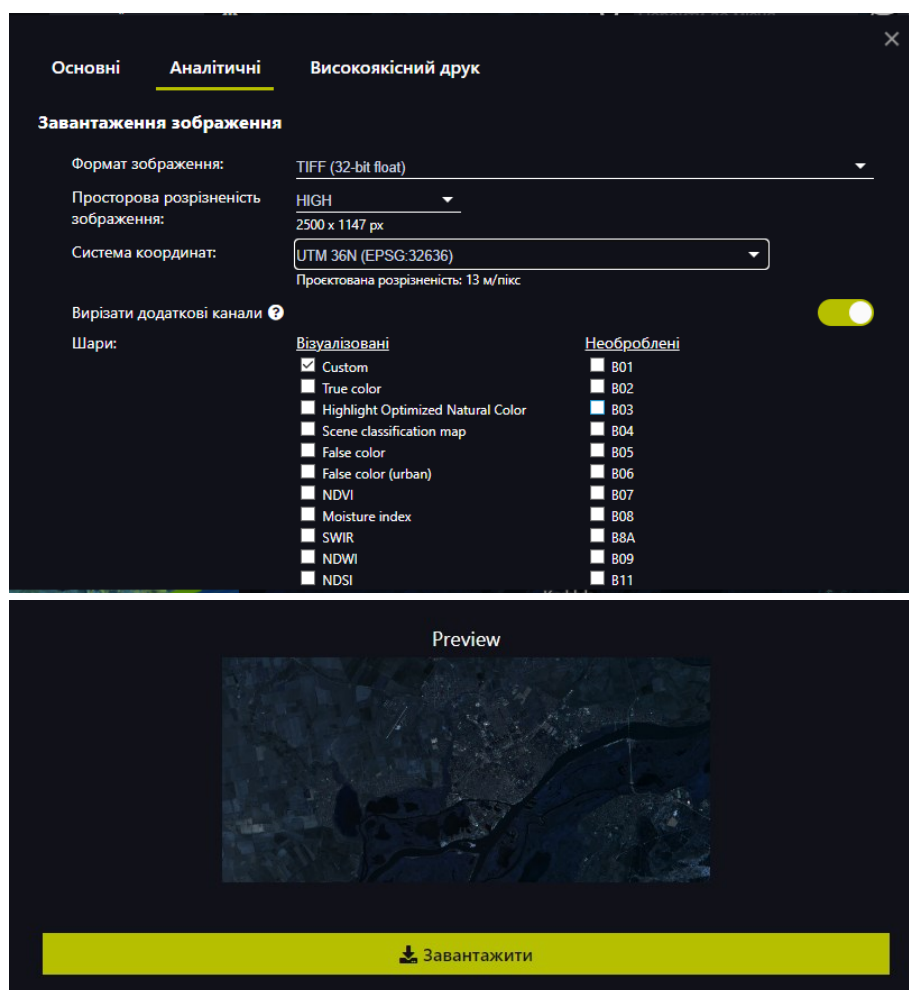 Основні Аналітичні Високоякісний друк
Завантаження зображення
Формат зображення: TIFF (32-bit float)
Просторова розрізненість зображення: HIGH
2500 x 1147 px
Система координат: UTM 36N (EPSG:32636)
Проєктована розрізненість: 13 м/пікс
Вирізати додаткові канали ?
Шари: Візуалізовані Необроблені
Custom B01
True color B02
Highlight Optimized Natural Color B03
Scene classification map B04
False color B05
False color (urban) B06
NDVI B07
Moisture index B08
SWIR B8A
NDWI B09
NDSI B11
Preview
Завантажити